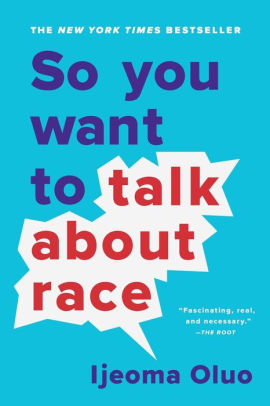 THE NEW YORK TIMES BESTSELLER
So you
want
to talk
about
race
“Fascinating, real,
and necessary.”
—THE ROOT
Ijeoma Oluo